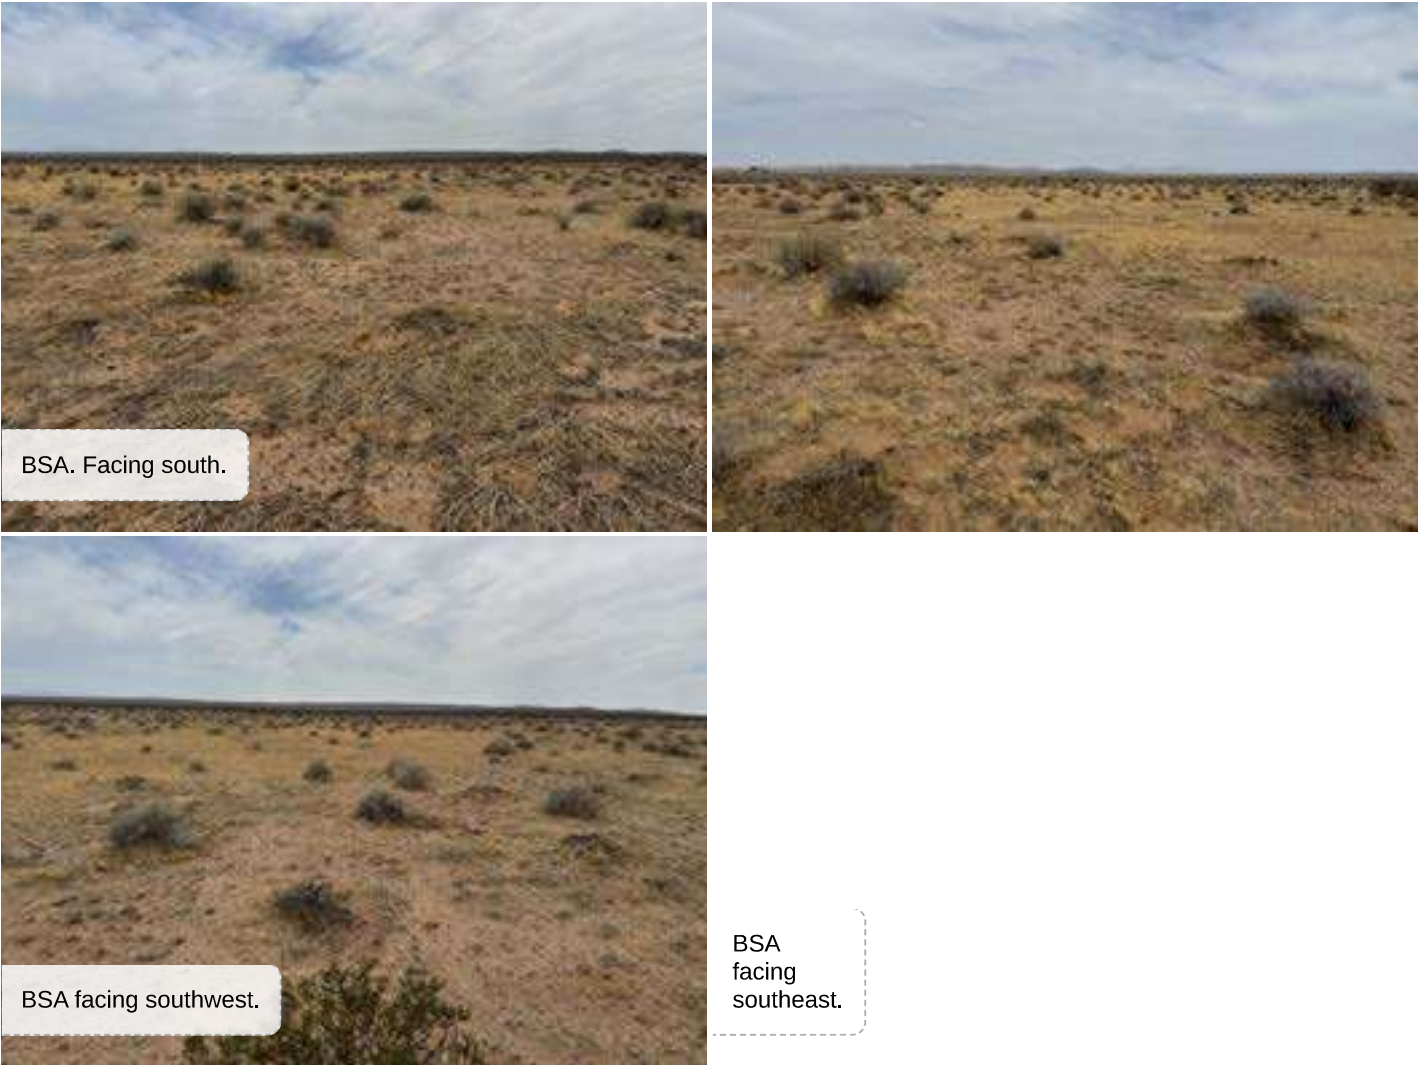 BSA. Facing south.
BSA facing southwest.
BSA
facing
southeast.